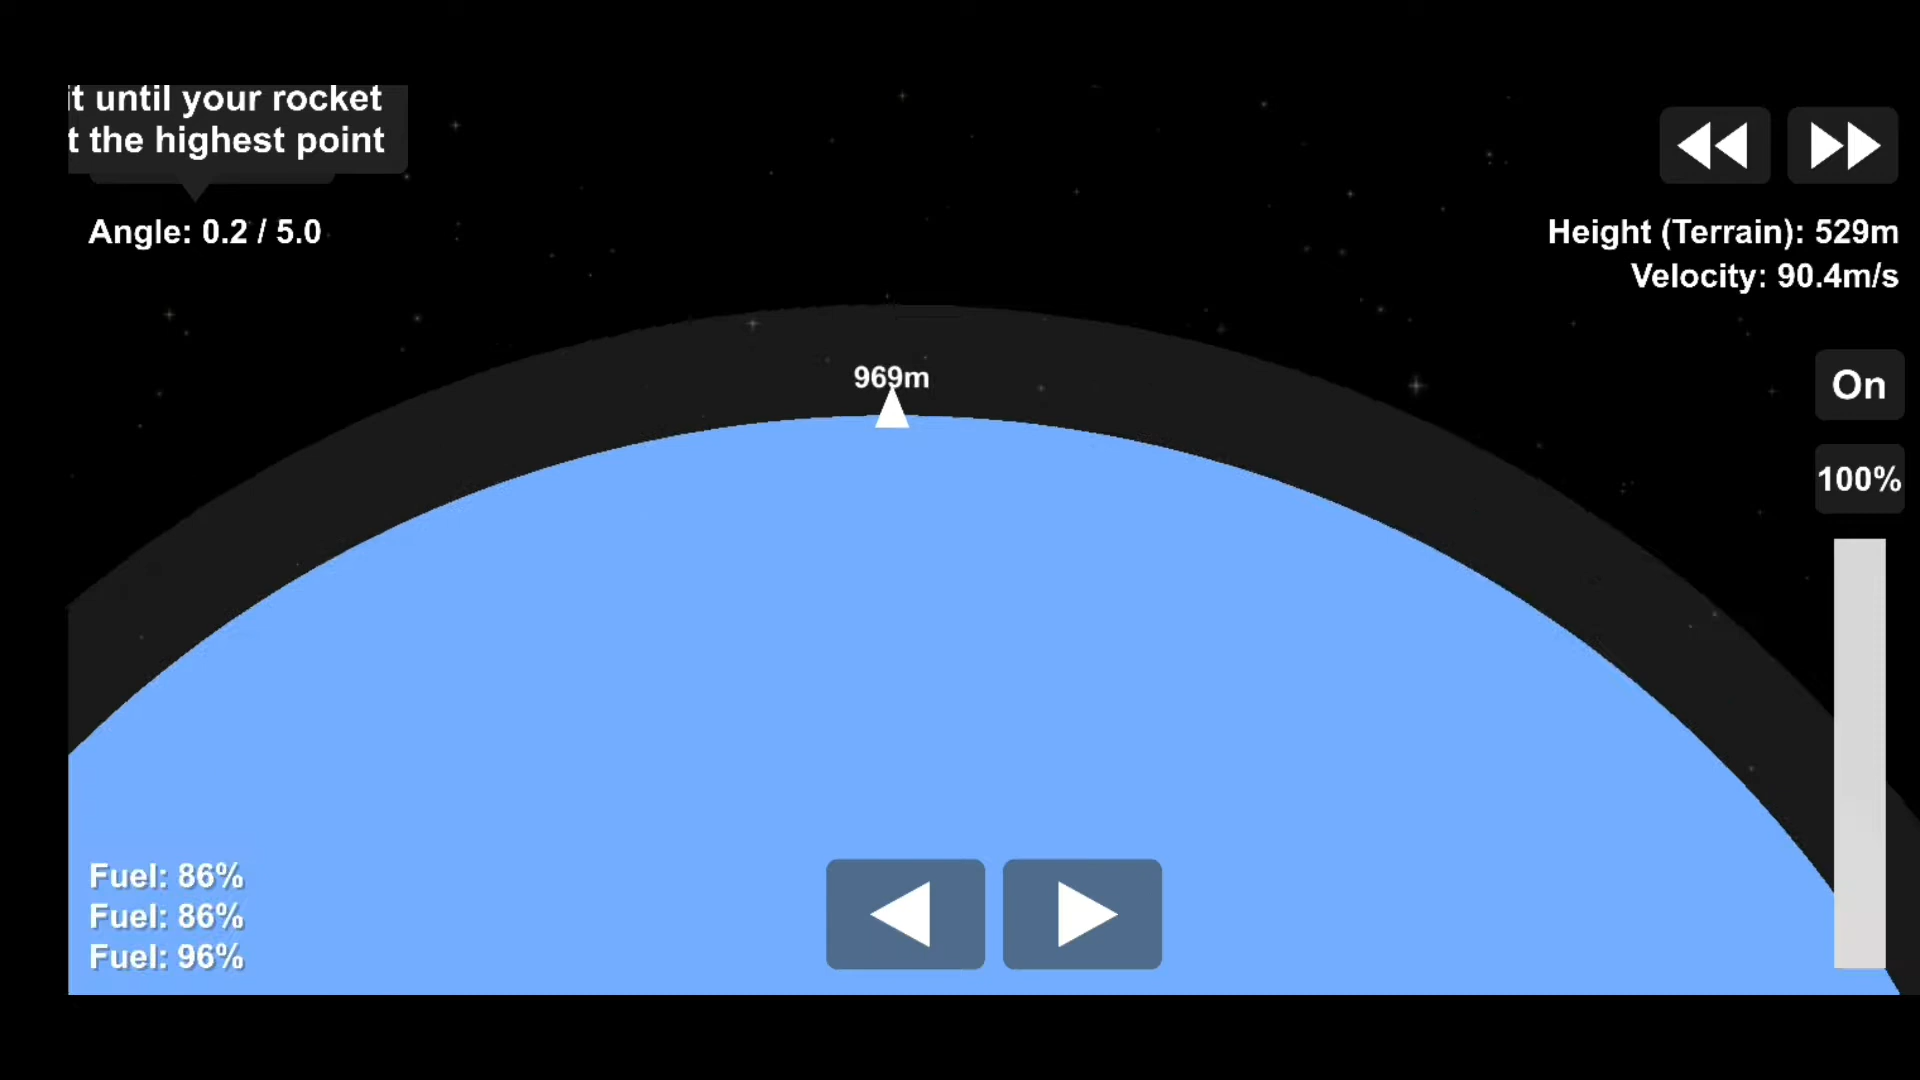 it until your rocket
t the highest point
Angle: 0.2 / 5.0
Height (Terrain): 529m
Velocity: 90.4m/s
969m
On
100%
Fuel: 86%
Fuel: 86%
Fuel: 96%